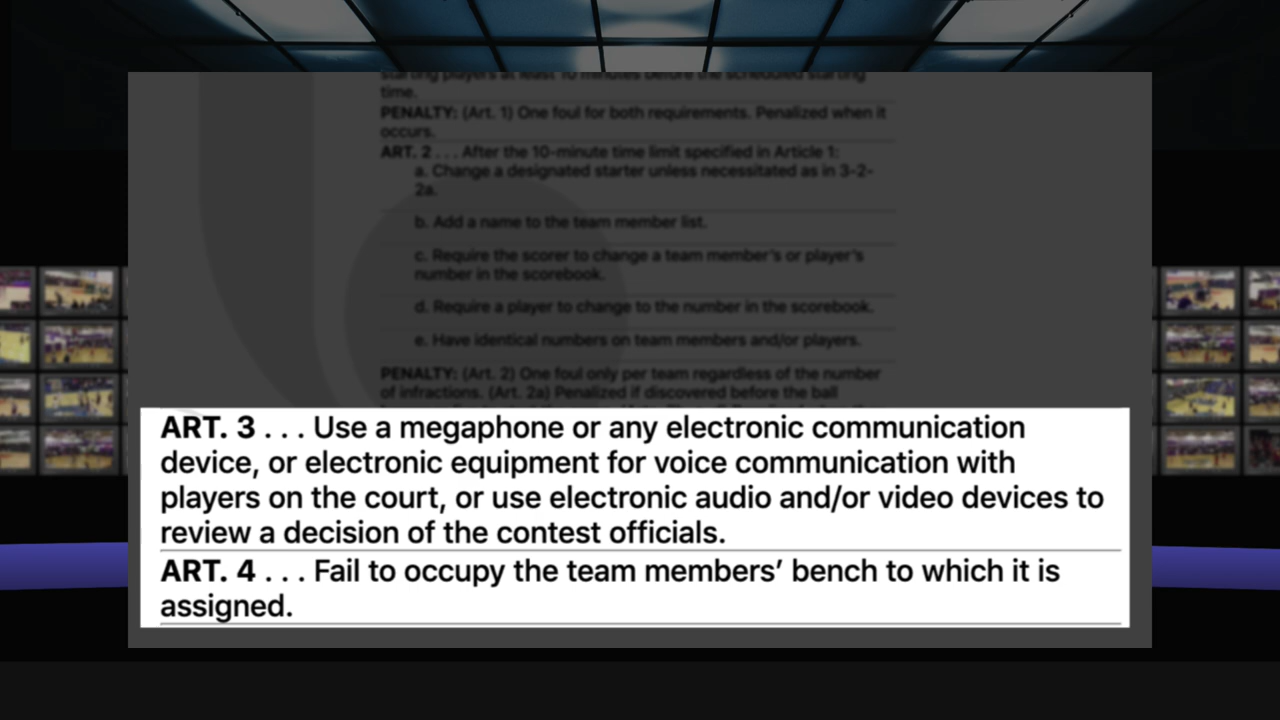 starting players at least 10 minutes before the scheduled starting
time.
PENALTY: (Art. 1) One foul for both requirements. Penalized when it
occurs.
ART. 2 . . . After the 10-minute time limit specified in Article 1:
a. Change a designated starter unless necessitated as in 3-2-
2a.
b. Add a name to the team member list.
c. Require the scorer to change a team member's or player's
number in the scorebook.
d. Require a player to change to the number in the scorebook.
e. Have identical numbers on team members and/or players.
PENALTY: (Art. 2) One foul only per team regardless of the number
of infractions. (Art. 2a) Penalized if discovered before the ball
ART. 3 . . . Use a megaphone or any electronic communication
device, or electronic equipment for voice communication with
players on the court, or use electronic audio and/or video devices to
review a decision of the contest officials.
ART. 4 . . . Fail to occupy the team members' bench to which it is
assigned.